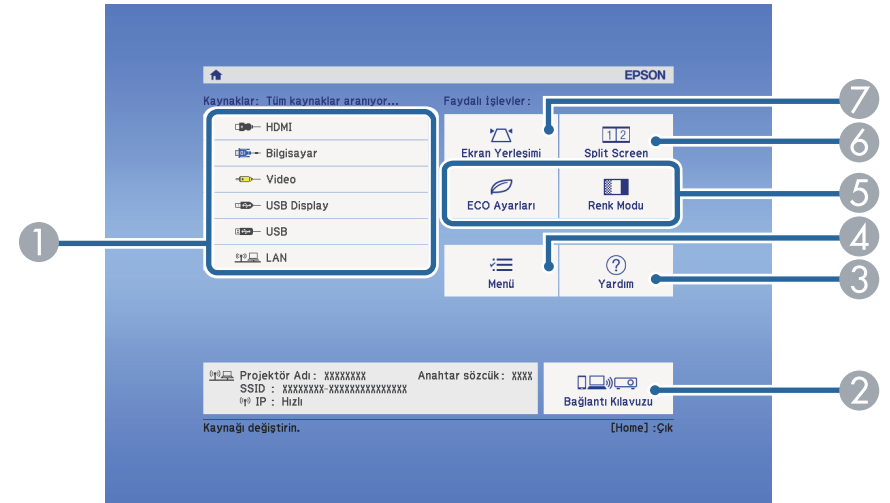 EPSON
Kaynaklar: Tüm kaynaklar aranıyor...
Faydalı İşlevler:
HDMI
Bilgisayar
Video
USB Display
USB
LAN
Ekran Yerleşimi
1 2
Split Screen
ECO Ayarları
Renk Modu
Menü
?
Yardım
Projektör Adı: XXXXXXXX
Anahtar sözcük: XXXX
SSID : XXXXXXXX-XXXXXXXXXXXXXXX
IP : Hızlı
Bağlantı Kılavuzu
Kaynağı değiştirin.
[Home] :Çık
1
7
6
5
4
3
2